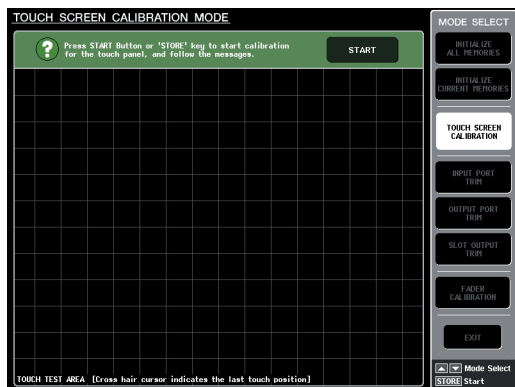 TOUCH SCREEN CALIBRATION MODE
Press START Button or 'STORE' key to start calibration
for the touch panel, and follow the messages.
START
TOUCH TEST AREA [Cross hair cursor indicates the last touch position]
MODE SELECT
INITIALIZE
ALL MEMORIES
INITIALIZE
CURRENT MEMORIES
TOUCH SCREEN
CALIBRATION
INPUT PORT
TRIM
OUTPUT PORT
TRIM
SLOT OUTPUT
TRIM
FADER
CALIBRATION
EXIT
Mode Select
STORE Start